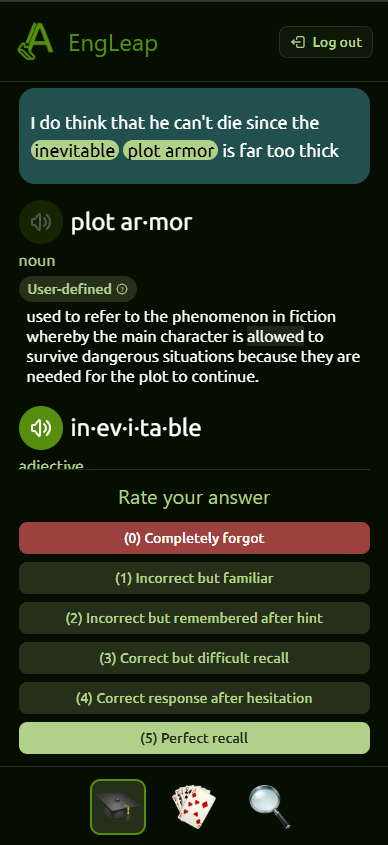 EngLeap
Log out
I do think that he can't die since the
inevitable plot armor is far too thick
plot ar·mor
noun
User-defined
used to refer to the phenomenon in fiction
whereby the main character is allowed to
survive dangerous situations because they are
needed for the plot to continue.
in·ev·i·ta·ble
adjective
Rate your answer
(0) Completely forgot
(1) Incorrect but familiar
(2) Incorrect but remembered after hint
(3) Correct but difficult recall
(4) Correct response after hesitation
(5) Perfect recall